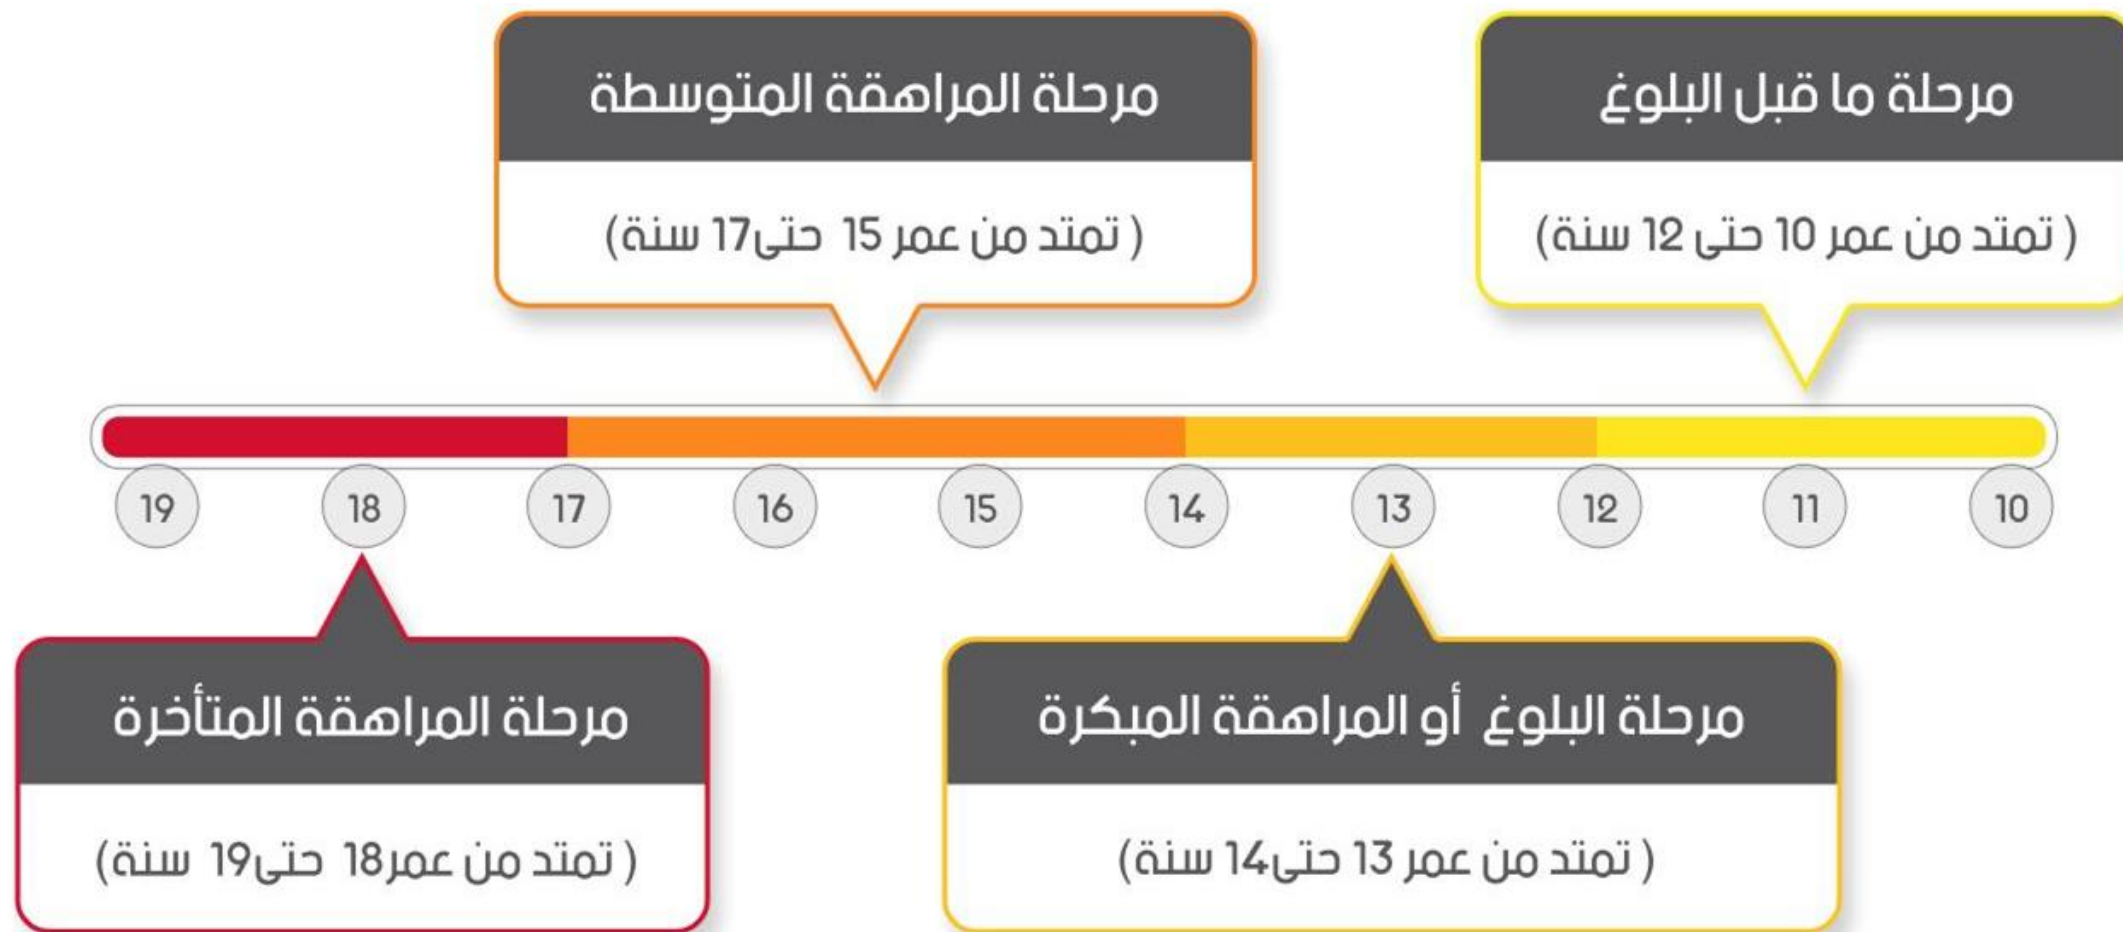 مرحلة ما قبل البلوغ
( تمتد من عمر 10 حتى 12 سنة)
مرحلة المراهقة المتوسطة
( تمتد من عمر 15 حتى17 سنة)
10
11
12
13
14
15
16
17
18
19
مرحلة البلوغ أو المراهقة المبكرة
( تمتد من عمر 13 حتى14 سنة)
مرحلة المراهقة المتأخرة
( تمتد من عمر18 حتى19 سنة)